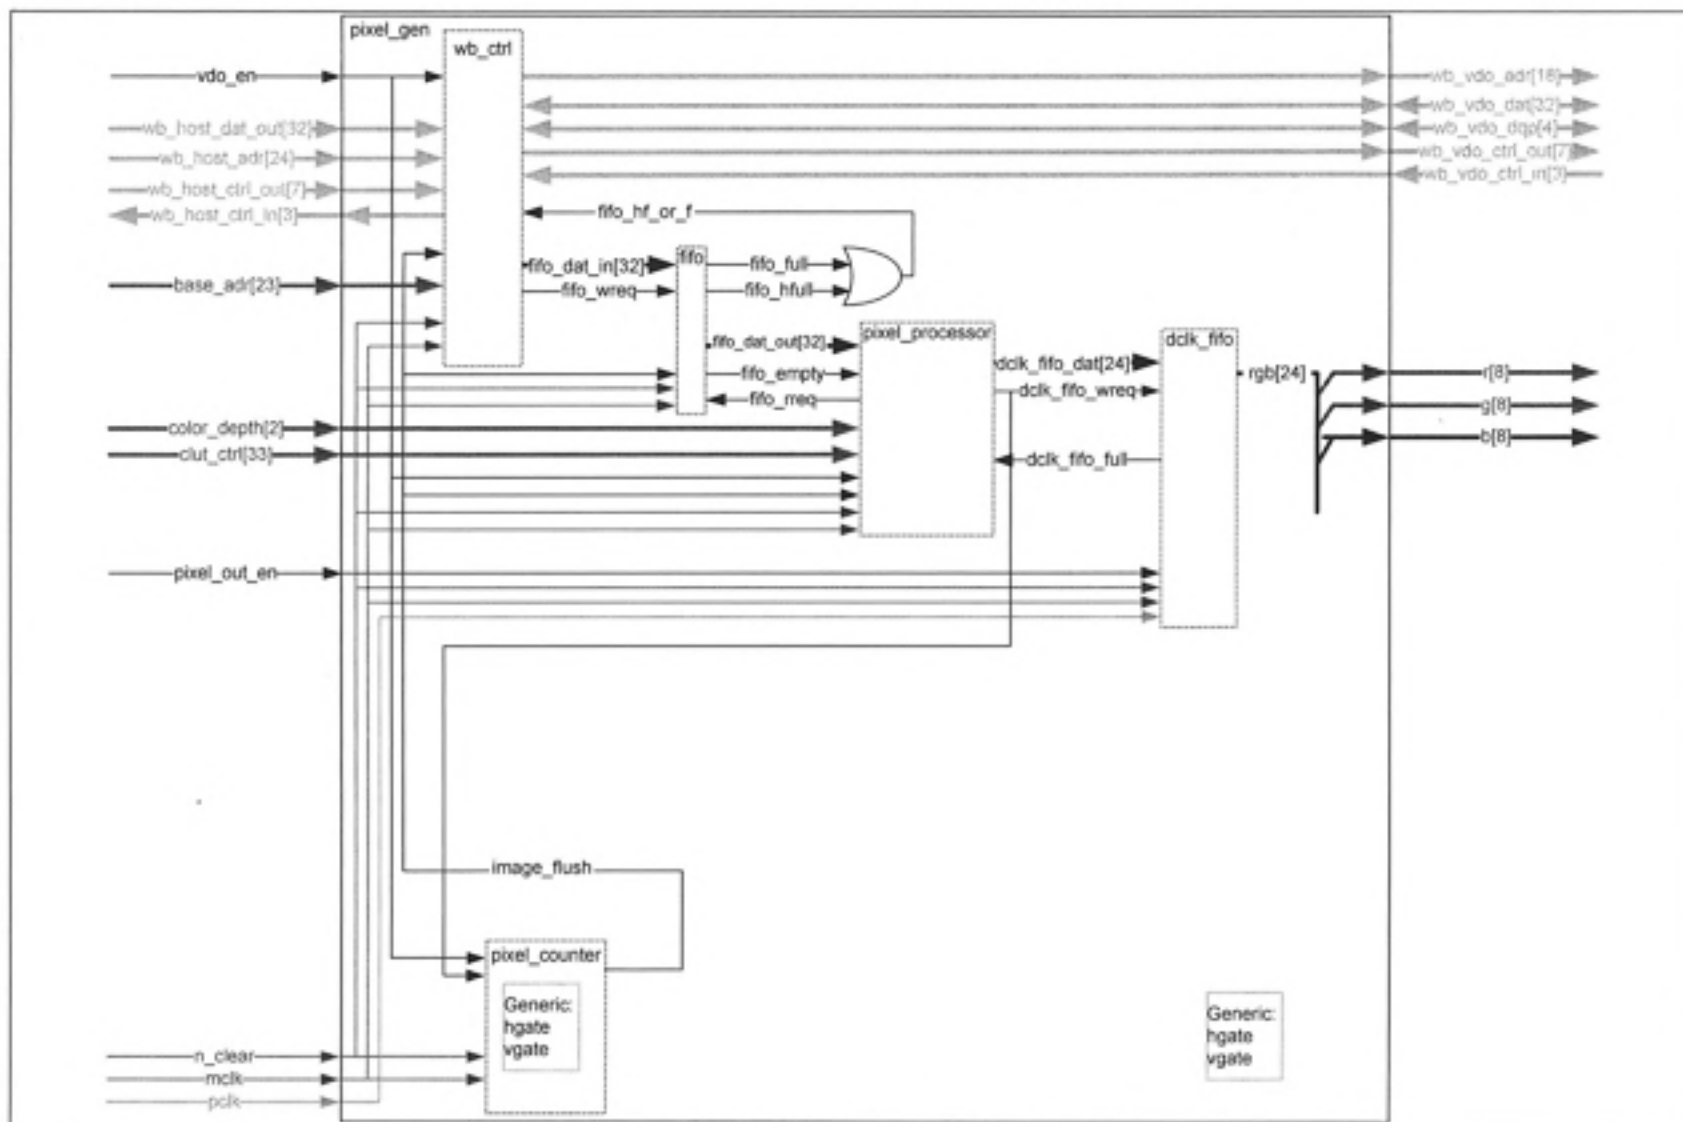 pixel_gen
wb_ctrl
vdo_en
wb_vdo_adr[18]
wb_vdo_dat[32]
wb_host_dat_out[32]
wb_vdo_dqp[4]
wb_host_adr[24]
wb_vdo_ctrl_out[7]
wb_vdo_ctrl_in[3]
wb_host_ctrl_out[7]
wb_host_ctrl_in[3]
fifo_hf_or_f
fifo_dat_in[32]
fifo
fifo_full
base_adr[23]
fifo_wreq
fifo_hfull
pixel_processor
dclk_fifo
fifo_dat_out[32]
dclk_fifo_dat[24]
fifo_empty
rgb[24]
r[8]
dclk_fifo_wreq
fifo_rreq
g[8]
color_depth[2]
b[8]
clut_ctrl[33]
dclk_fifo_full
pixel_out_en
image_flush
pixel_counter
Generic:
hgate
vgate
Generic:
hgate
vgate
n_clear
mclk
pclk